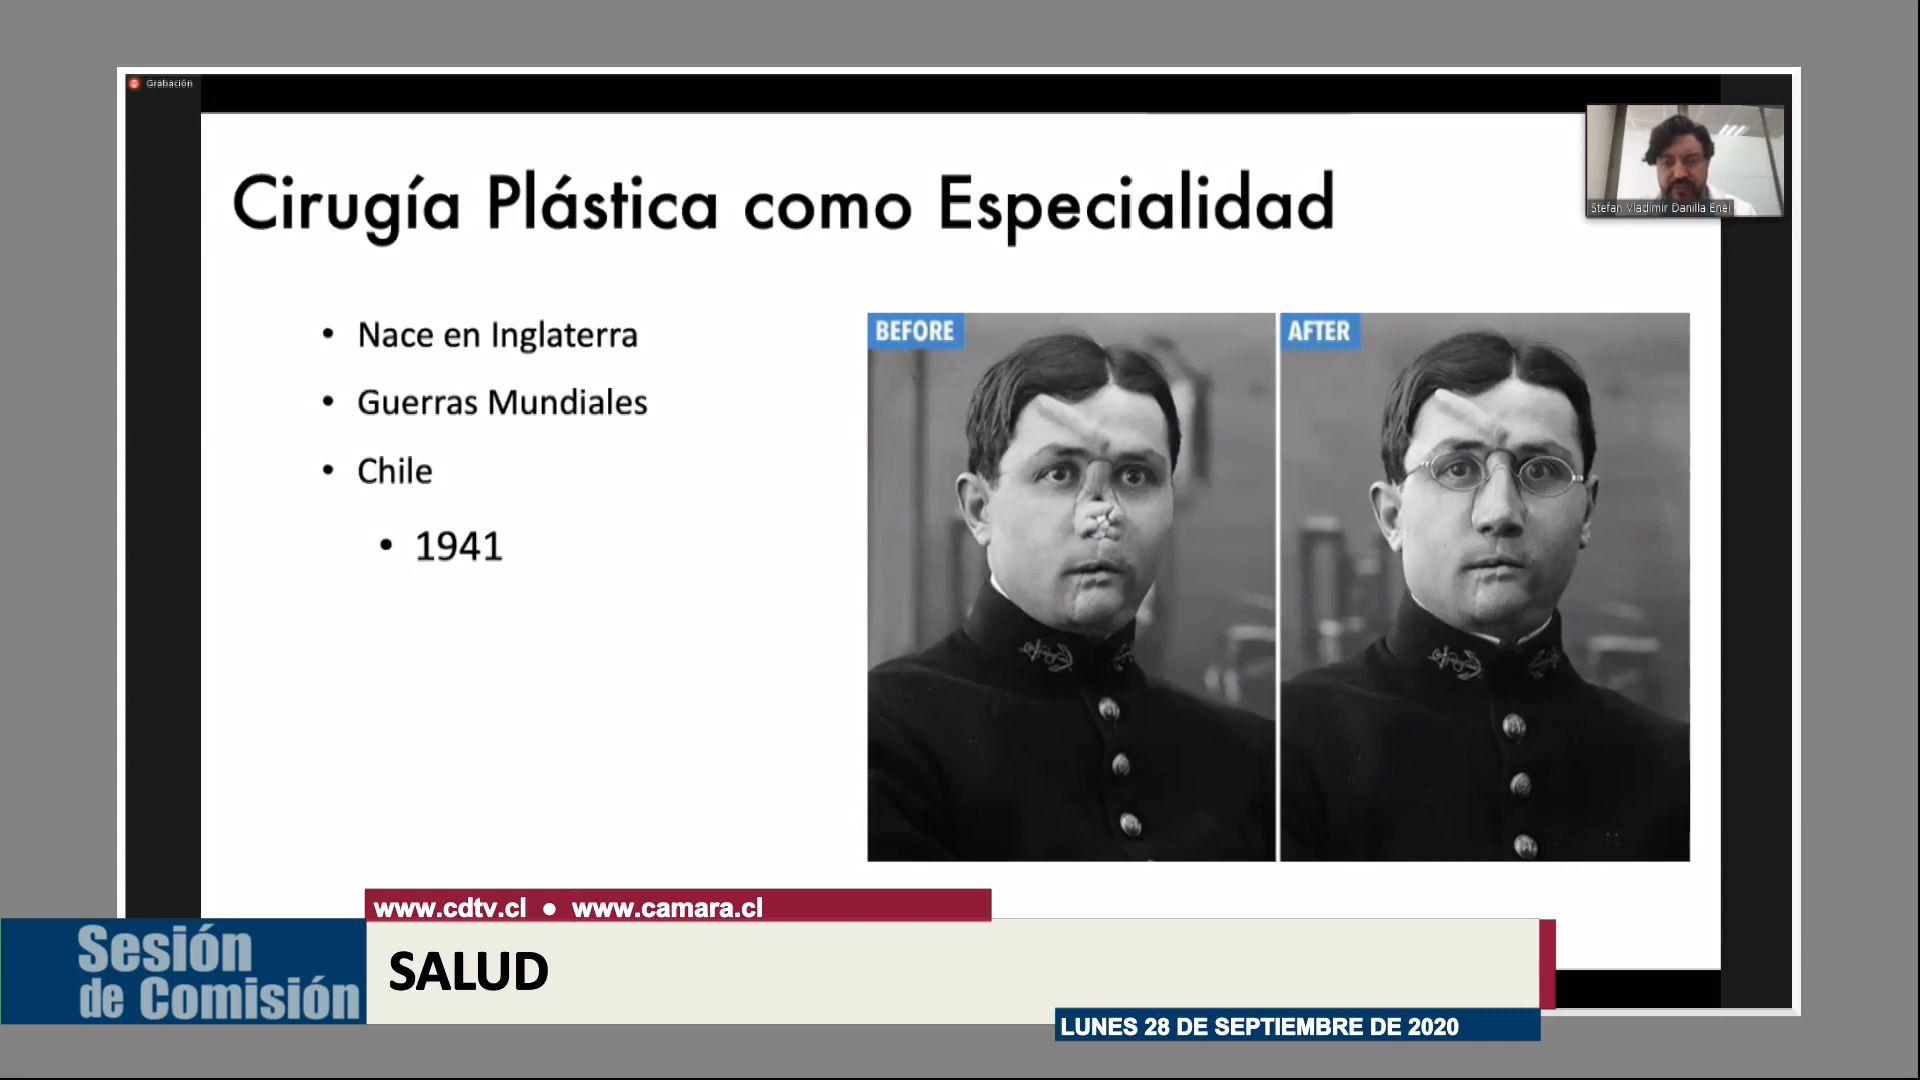 Grabación
Cirugía Plástica como Especialidad
Stefan Vladimir Danilla Enei
• Nace en Inglaterra
• Guerras Mundiales
• Chile
• 1941
BEFORE
AFTER
www.cdtv.cl • www.camara.cl
Sesión
de Comisión
SALUD
LUNES 28 DE SEPTIEMBRE DE 2020